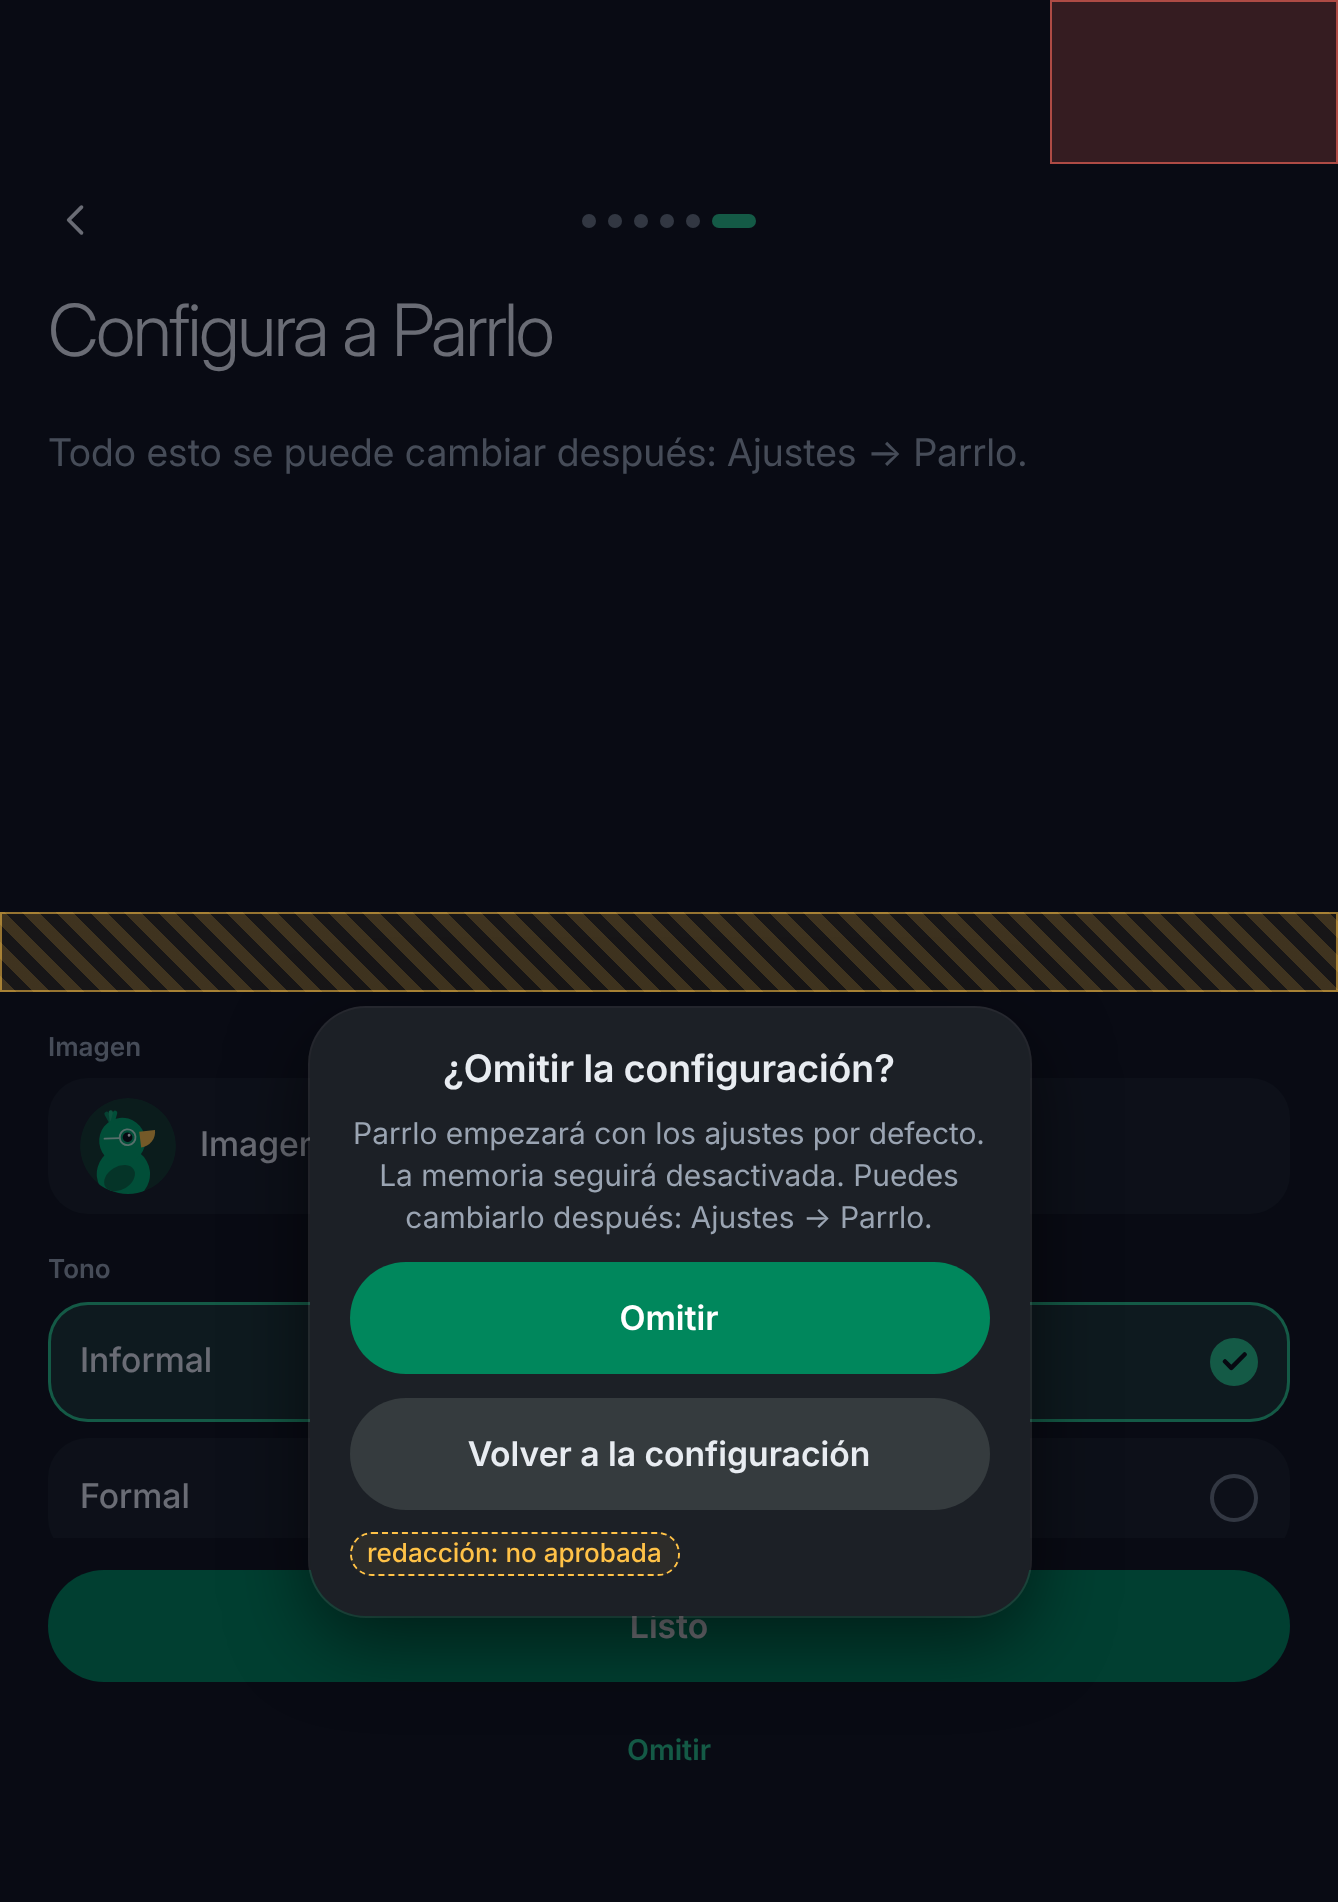 Configura a Parrlo
Todo esto se puede cambiar después: Ajustes → Parrlo.
Imagen
¿Omitir la configuración?
Parrlo empezará con los ajustes por defecto.
La memoria seguirá desactivada. Puedes
cambiarlo después: Ajustes → Parrlo.
Tono
Omitir
Informal
Volver a la configuración
Formal
redacción: no aprobada
Listo
Omitir